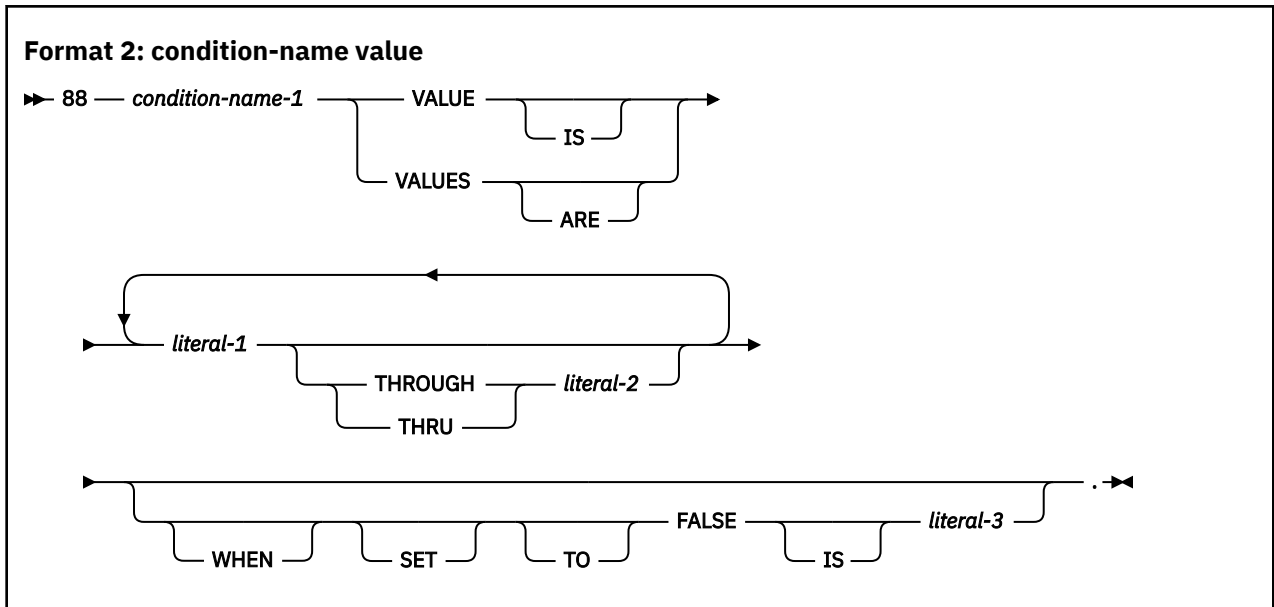 Format 2: condition-name value
88 condition-name-1 VALUE
IS
VALUES
ARE
literal-1
THROUGH literal-2
THRU
.
FALSE literal-3
WHEN SET TO IS